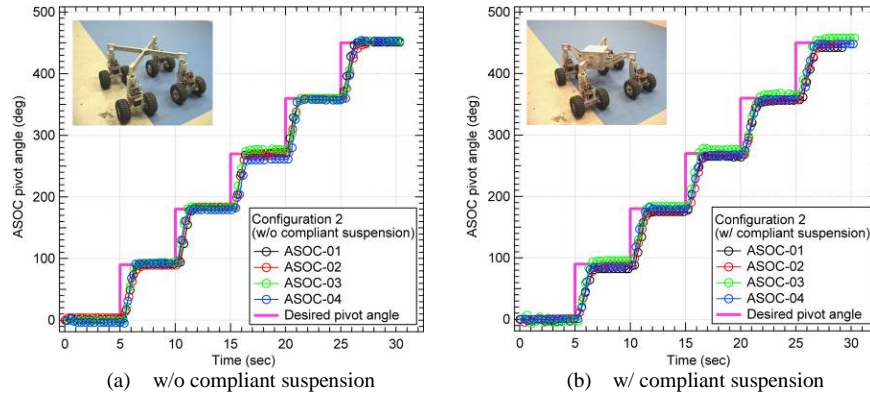 500
400
300
200
100
0
ASOC pivot angle (deg)
Configuration 2
(w/o compliant suspension)
ASOC-01
ASOC-02
ASOC-03
ASOC-04
Desired pivot angle
0 5 10 15 20 25 30
Time (sec)
(a) w/o compliant suspension
500
400
300
200
100
0
ASOC pivot angle (deg)
Configuration 2
(w/ compliant suspension)
ASOC-01
ASOC-02
ASOC-03
ASOC-04
Desired pivot angle
0 5 10 15 20 25 30
Time (sec)
(b) w/ compliant suspension